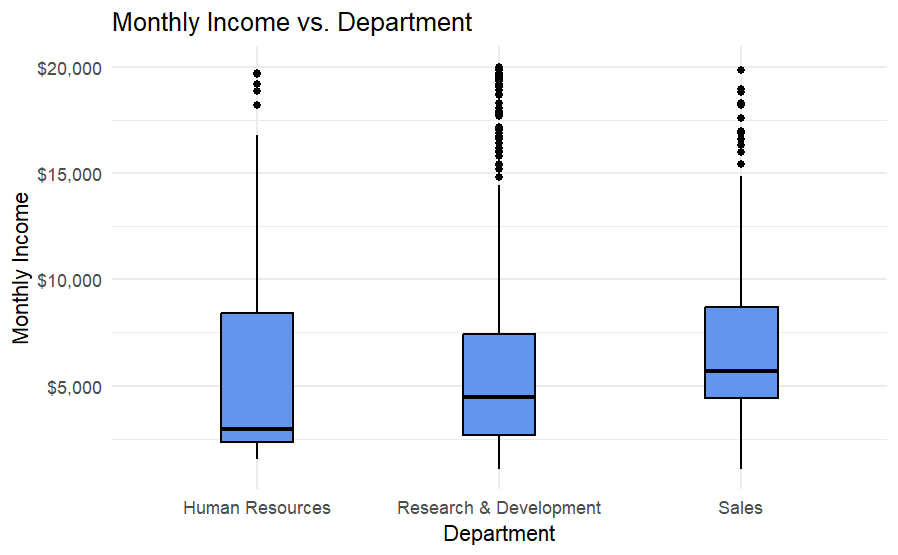 Monthly Income vs. Department
Monthly Income
$20,000
$15,000
$10,000
$5,000
Human Resources
Research & Development
Sales
Department